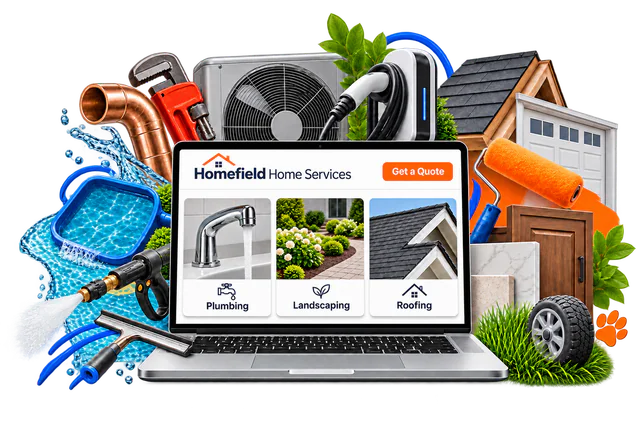 Homefield Home Services
Get a Quote
Plumbing
Landscaping
Roofing